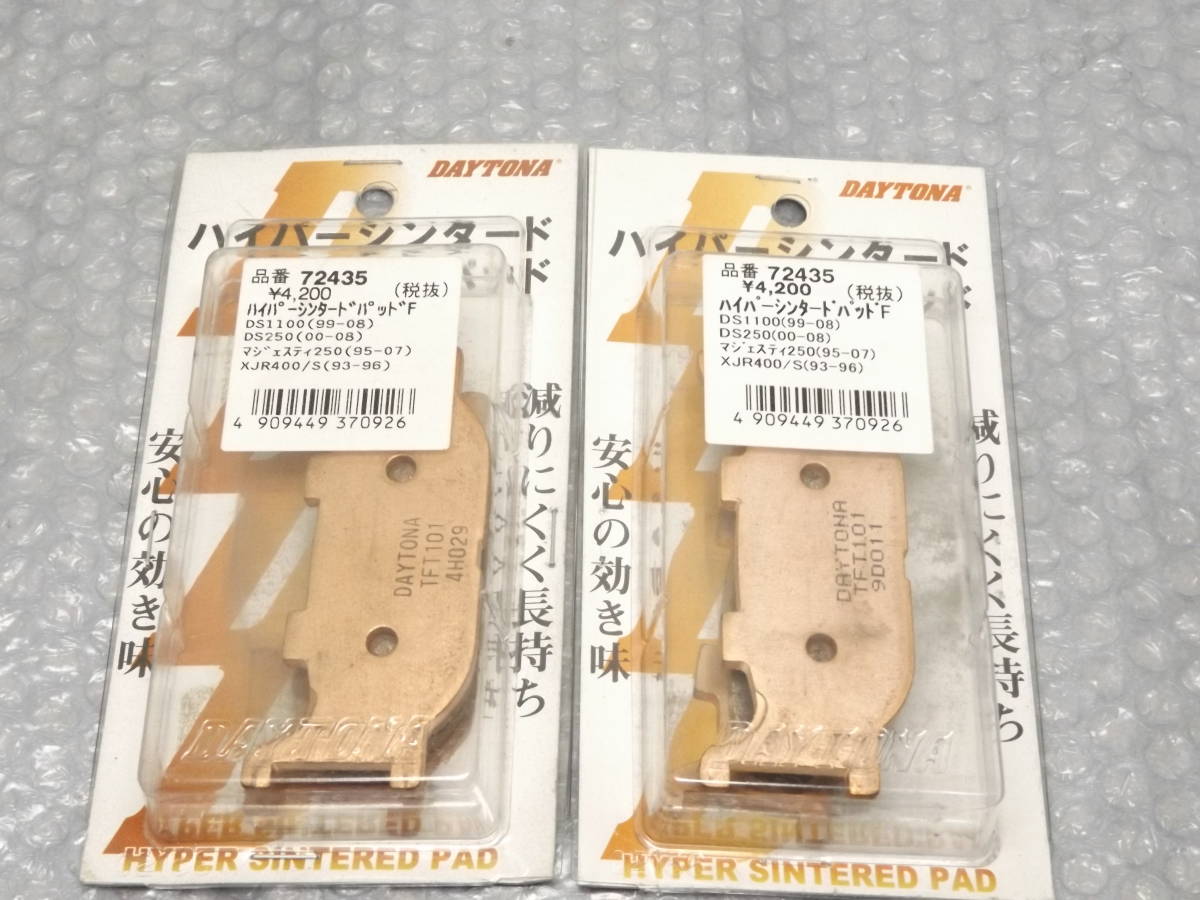 DAYTONA
ハイパーシンタード
ド
品番 72435
¥4,200 (税抜)
ハイパーシンタードパッドF
DS1100(99-08)
DS250(00-08)
マジェスティ250(95-07)
XJR400/S(93-96)
4 909449 370926
減りにくく長持ち
安心の効き味
DAYTONA
TFT101
4H029
DAYTONA
HYPER SINTERED PAD
DAYTONA
ハイパーシンタード
品番 72435
¥4,200 (税抜)
ハイパーシンタードパッドF
DS1100(99-08)
DS250(00-08)
マジェスティ250(95-07)
XJR400/S(93-96)
4 909449 370926
減りにくく長持ち
安心の効き味
DAYTONA
TFT101
9D011
DAYTONA
HYPER SINTERED PAD